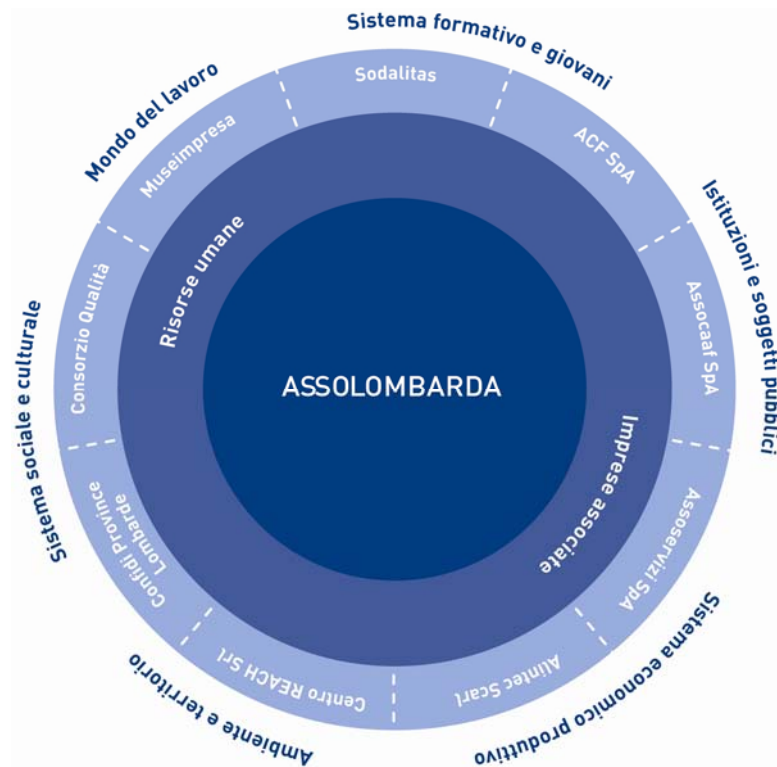 Sistema formativo e giovani
Mondo del lavoro
Istituzioni e soggetti pubblici
Sistema sociale e culturale
Ambiente e territorio
Sistema economico produttivo
Sodalitas
ACF SpA
Assocaaf SpA
Assoservizi SpA
Alintec Scarl
Centro REACH Srl
Confidi Province
Lombarde
Consorzio Qualità
Museimpresa
Risorse umane
Imprese associate
ASSOLOMBARDA